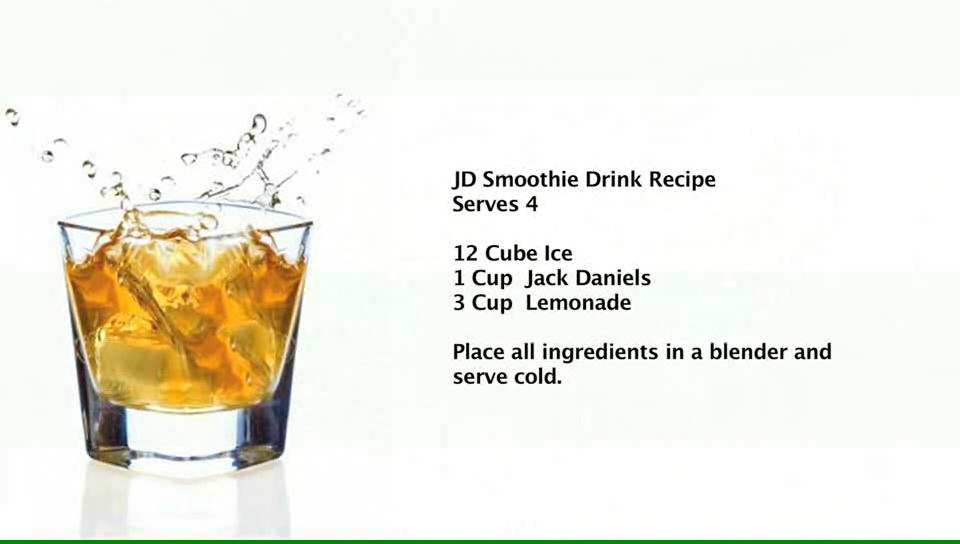 JD Smoothie Drink Recipe
Serves 4
12 Cube Ice
1 Cup  Jack Daniels
3 Cup  Lemonade
Place all ingredients in a blender and
serve cold.